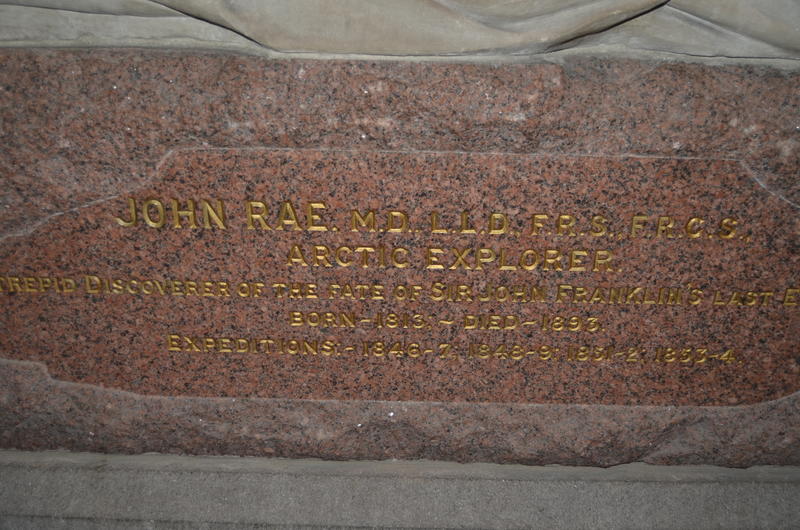 JOHN RAE. M.D., L.L.D., F.R.S., F.R.G.S.,
ARCTIC EXPLORER.
TREPID DISCOVERER OF THE FATE OF SIR JOHN FRANKLIN'S LAST E
BORN-1813. ~ DIED-1893.
EXPEDITIONS:- 1846-7; 1848-9; 1851-2; 1853-4.